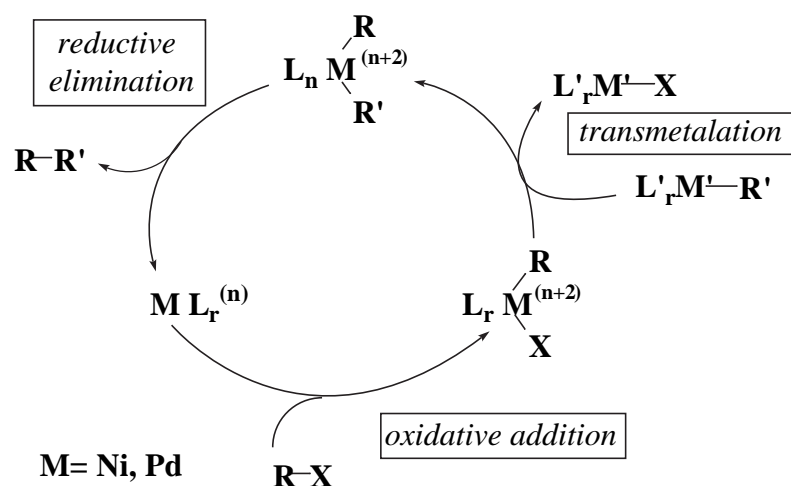 reductive
elimination
R
Lₙ M⁽ⁿ⁺²⁾
R'
L'ᵣM'—X
transmetalation
R—R'
L'ᵣM'—R'
M Lᵣ⁽ⁿ⁾
R
Lᵣ M⁽ⁿ⁺²⁾
X
oxidative addition
M= Ni, Pd
R—X